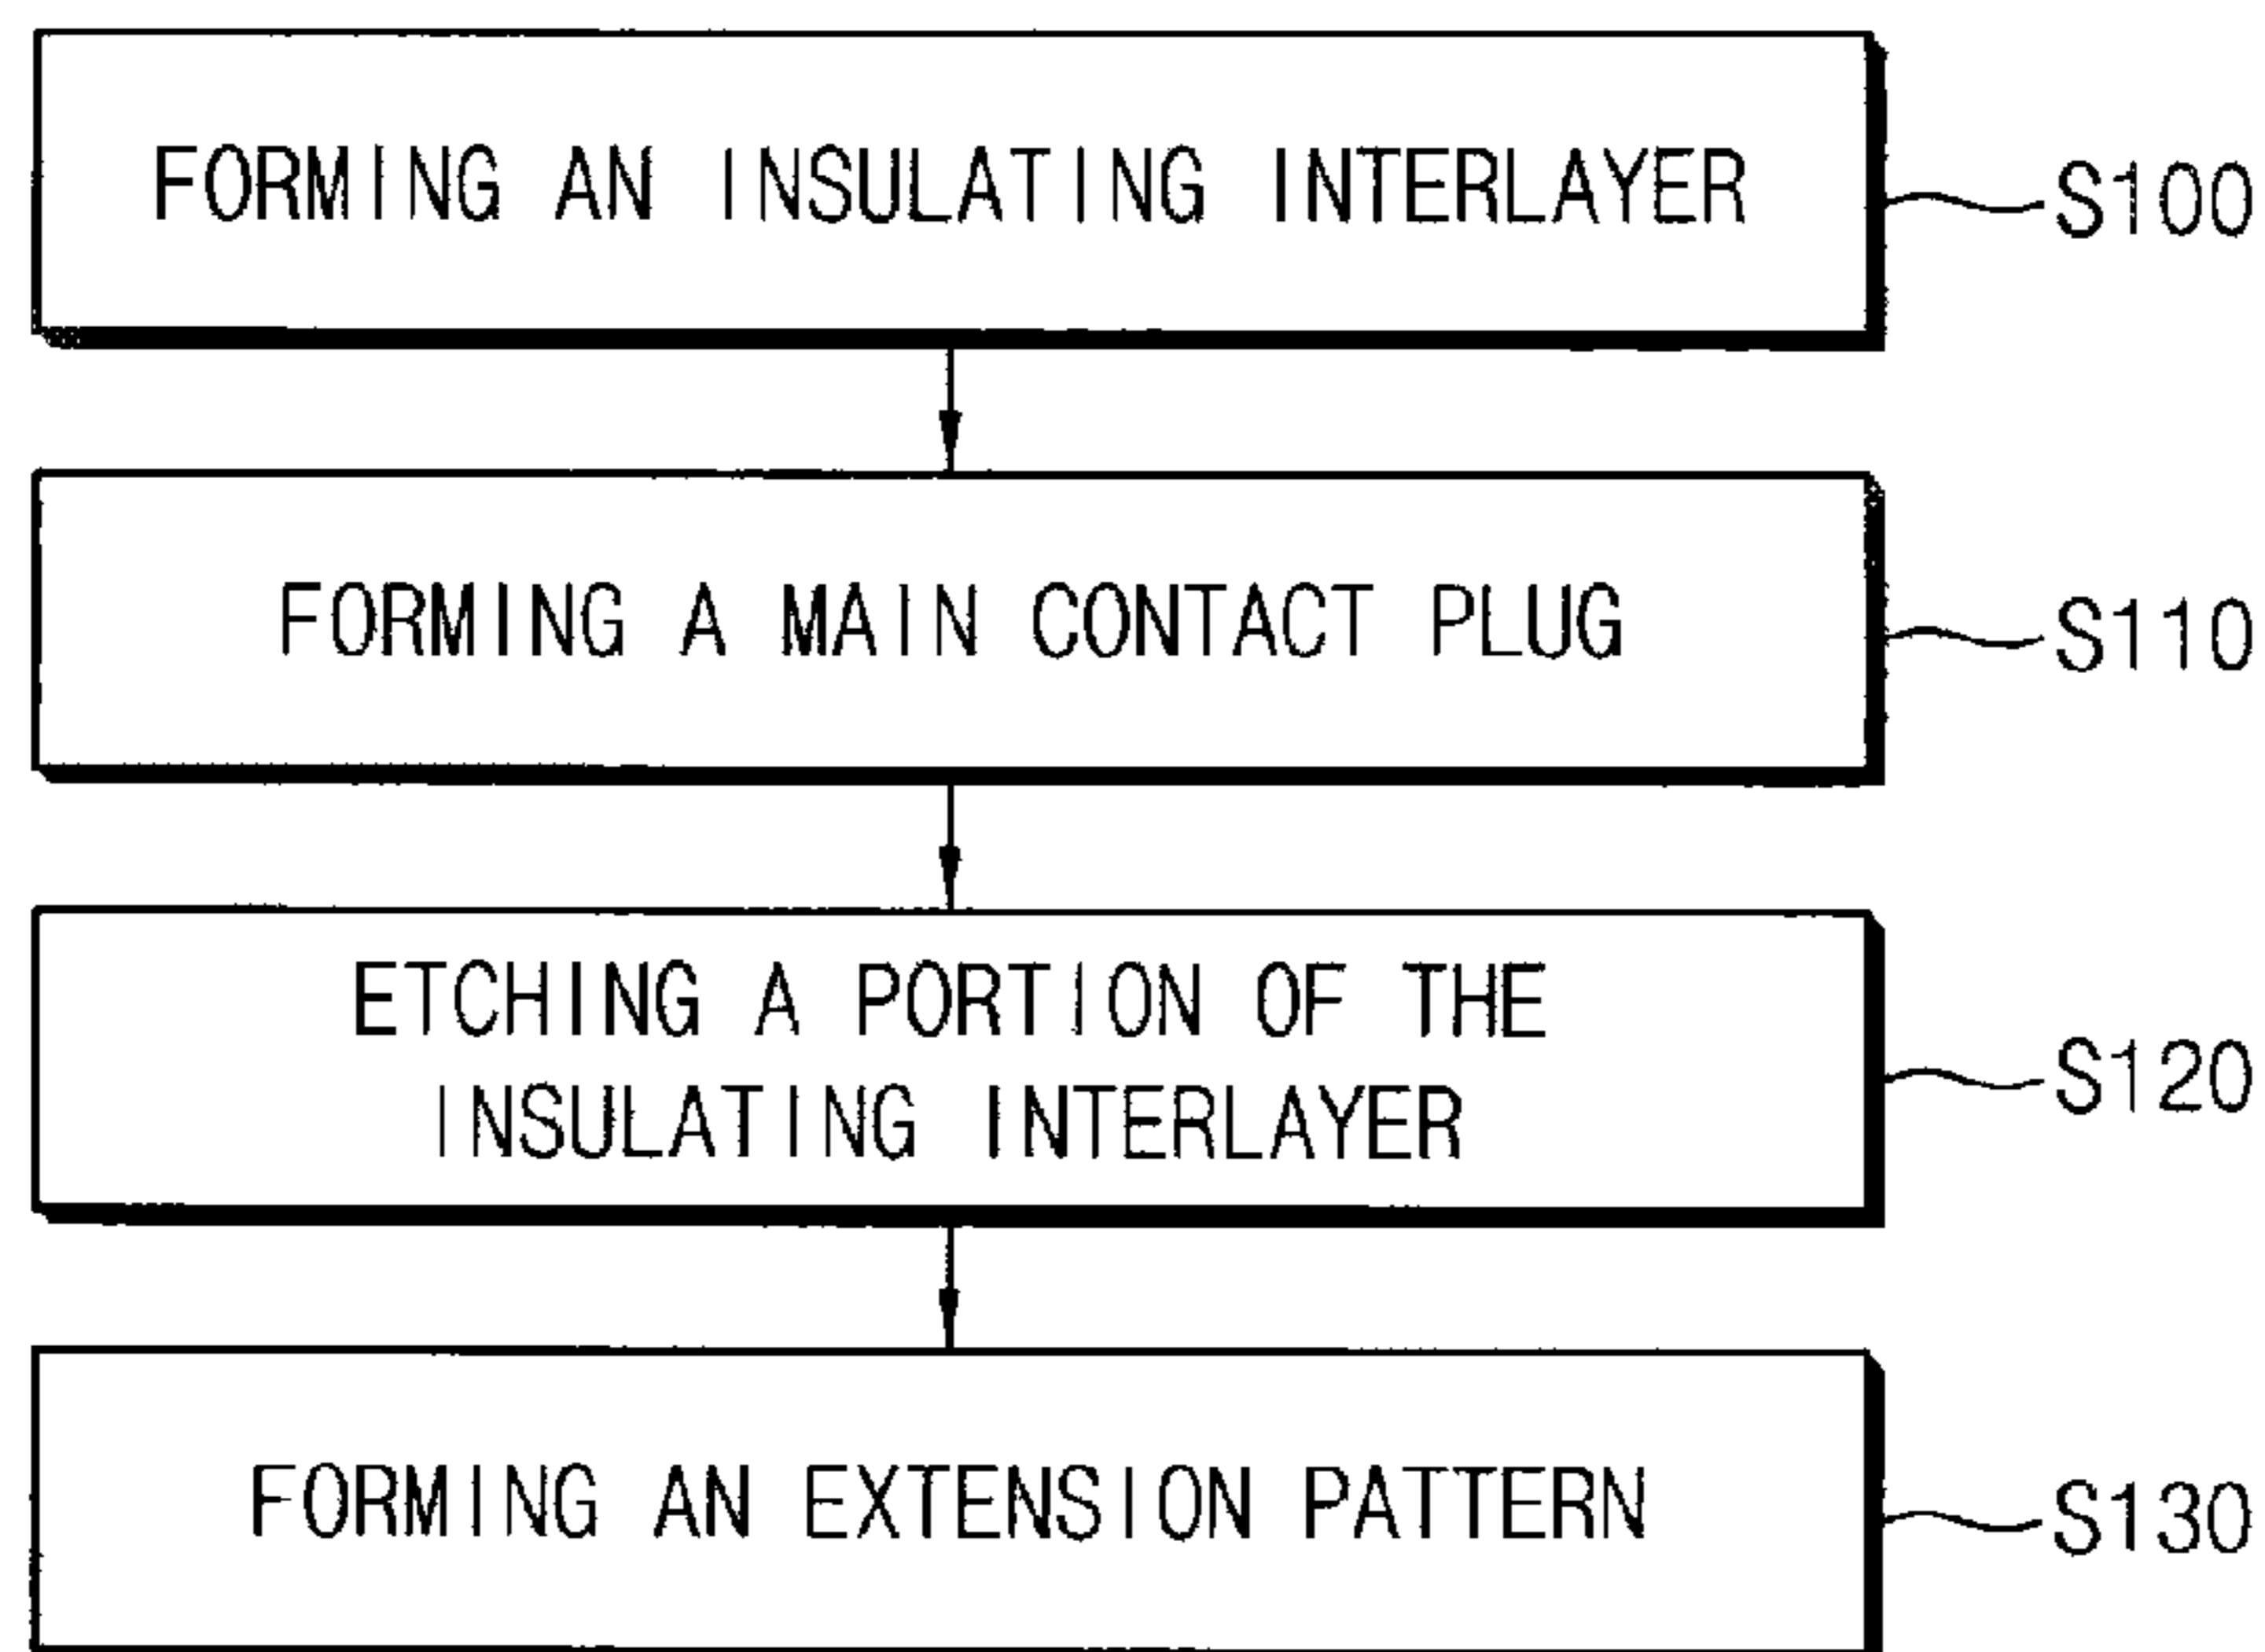 FORMING AN INSULATING INTERLAYER
S100
FORMING A MAIN CONTACT PLUG
S110
ETCHING A PORTION OF THE
INSULATING INTERLAYER
S120
FORMING AN EXTENSION PATTERN
S130